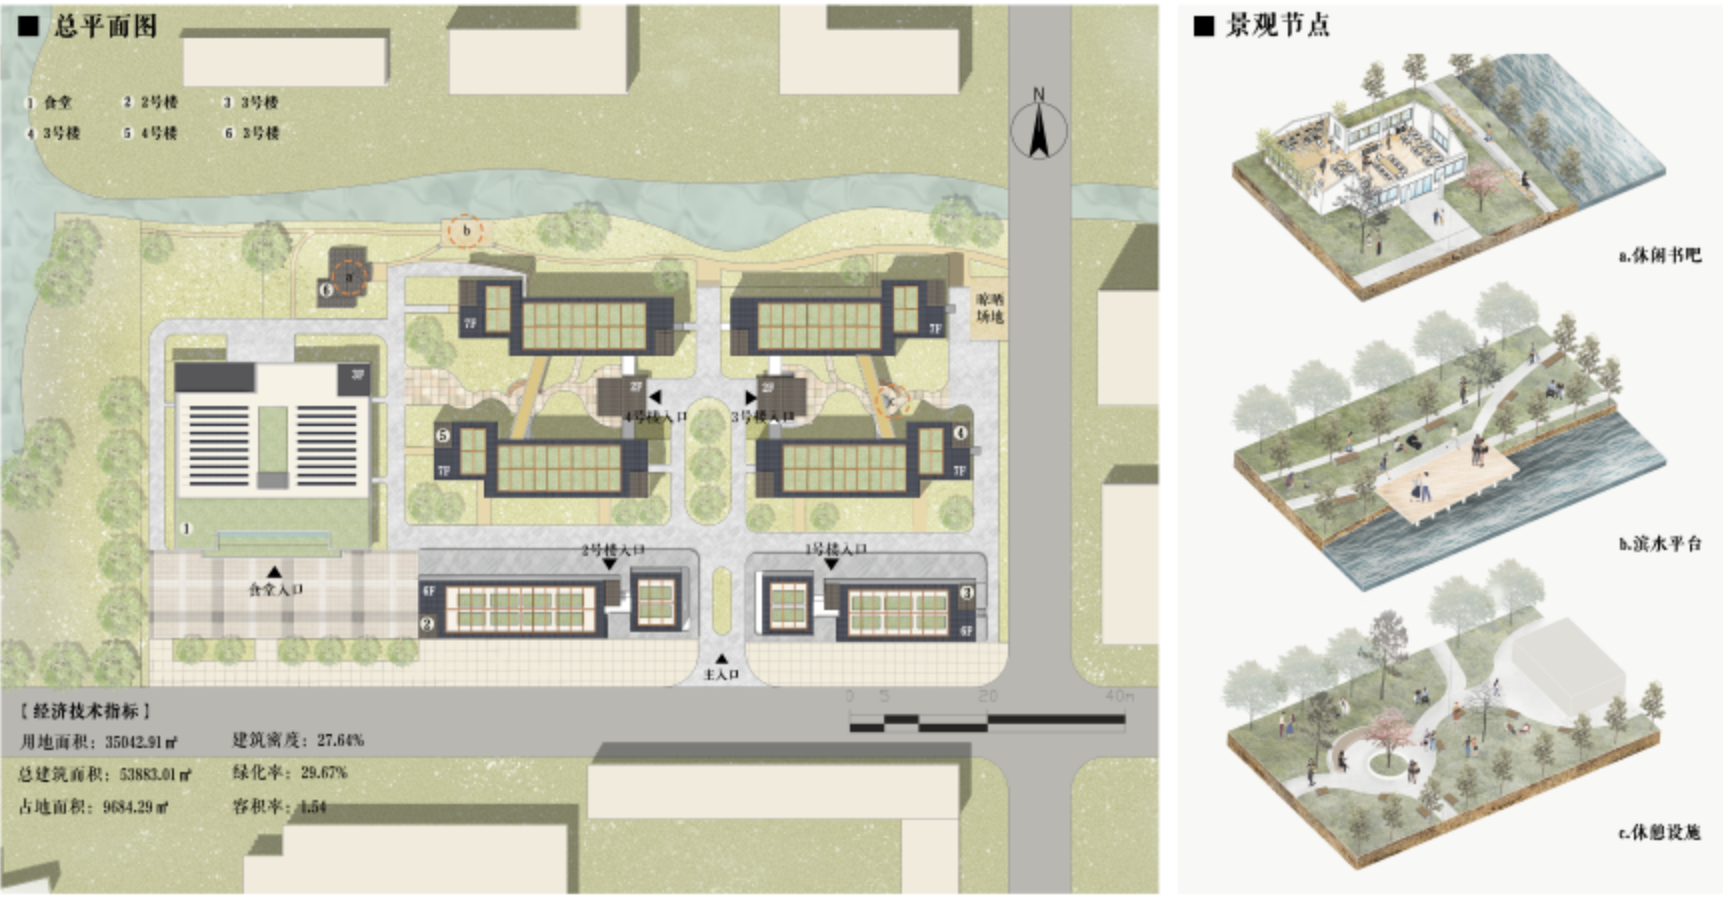 ■ 总平面图
1 食堂 2 2号楼 3 3号楼
4 3号楼 5 4号楼 6 3号楼
N
b
a
6
晾晒
场地
7F
7F
3F
2F
2F
4号楼入口
3号楼入口
5
4
7F
7F
1
2号楼入口
1号楼入口
食堂入口
6F
3
2
6F
主入口
0 5 20 40m
【经济技术指标】
用地面积：35042.91㎡ 建筑密度：27.64%
总建筑面积：53883.01㎡ 绿化率：29.67%
占地面积：9684.29㎡ 容积率：1.54
■ 景观节点
a.休闲书吧
b.滨水平台
c.休憩设施